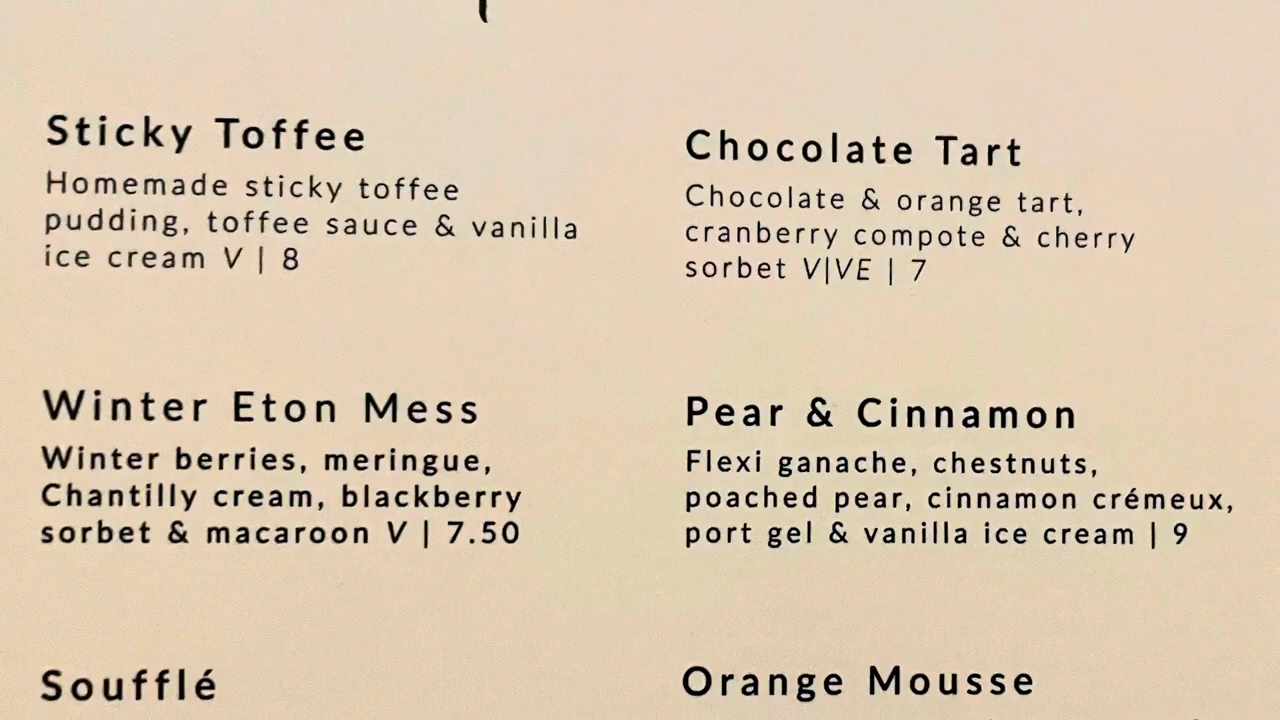 Sticky Toffee
Homemade sticky toffee
pudding, toffee sauce & vanilla
ice cream V | 8
Chocolate Tart
Chocolate & orange tart,
cranberry compote & cherry
sorbet V|VE | 7
Winter Eton Mess
Winter berries, meringue,
Chantilly cream, blackberry
sorbet & macaroon V | 7.50
Pear & Cinnamon
Flexi ganache, chestnuts,
poached pear, cinnamon crémeux,
port gel & vanilla ice cream | 9
Soufflé
Orange Mousse